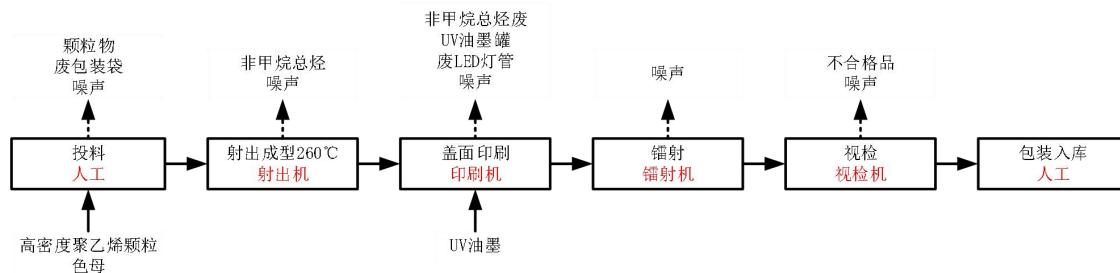 颗粒物
废包装袋
噪声
非甲烷总烃
噪声
非甲烷总烃废
UV油墨罐
废LED灯管
噪声
噪声
不合格品
噪声
投料
人工
射出成型260℃
射出机
盖面印刷
印刷机
镭射
镭射机
视检
视检机
包装入库
人工
高密度聚乙烯颗粒
色母
UV油墨